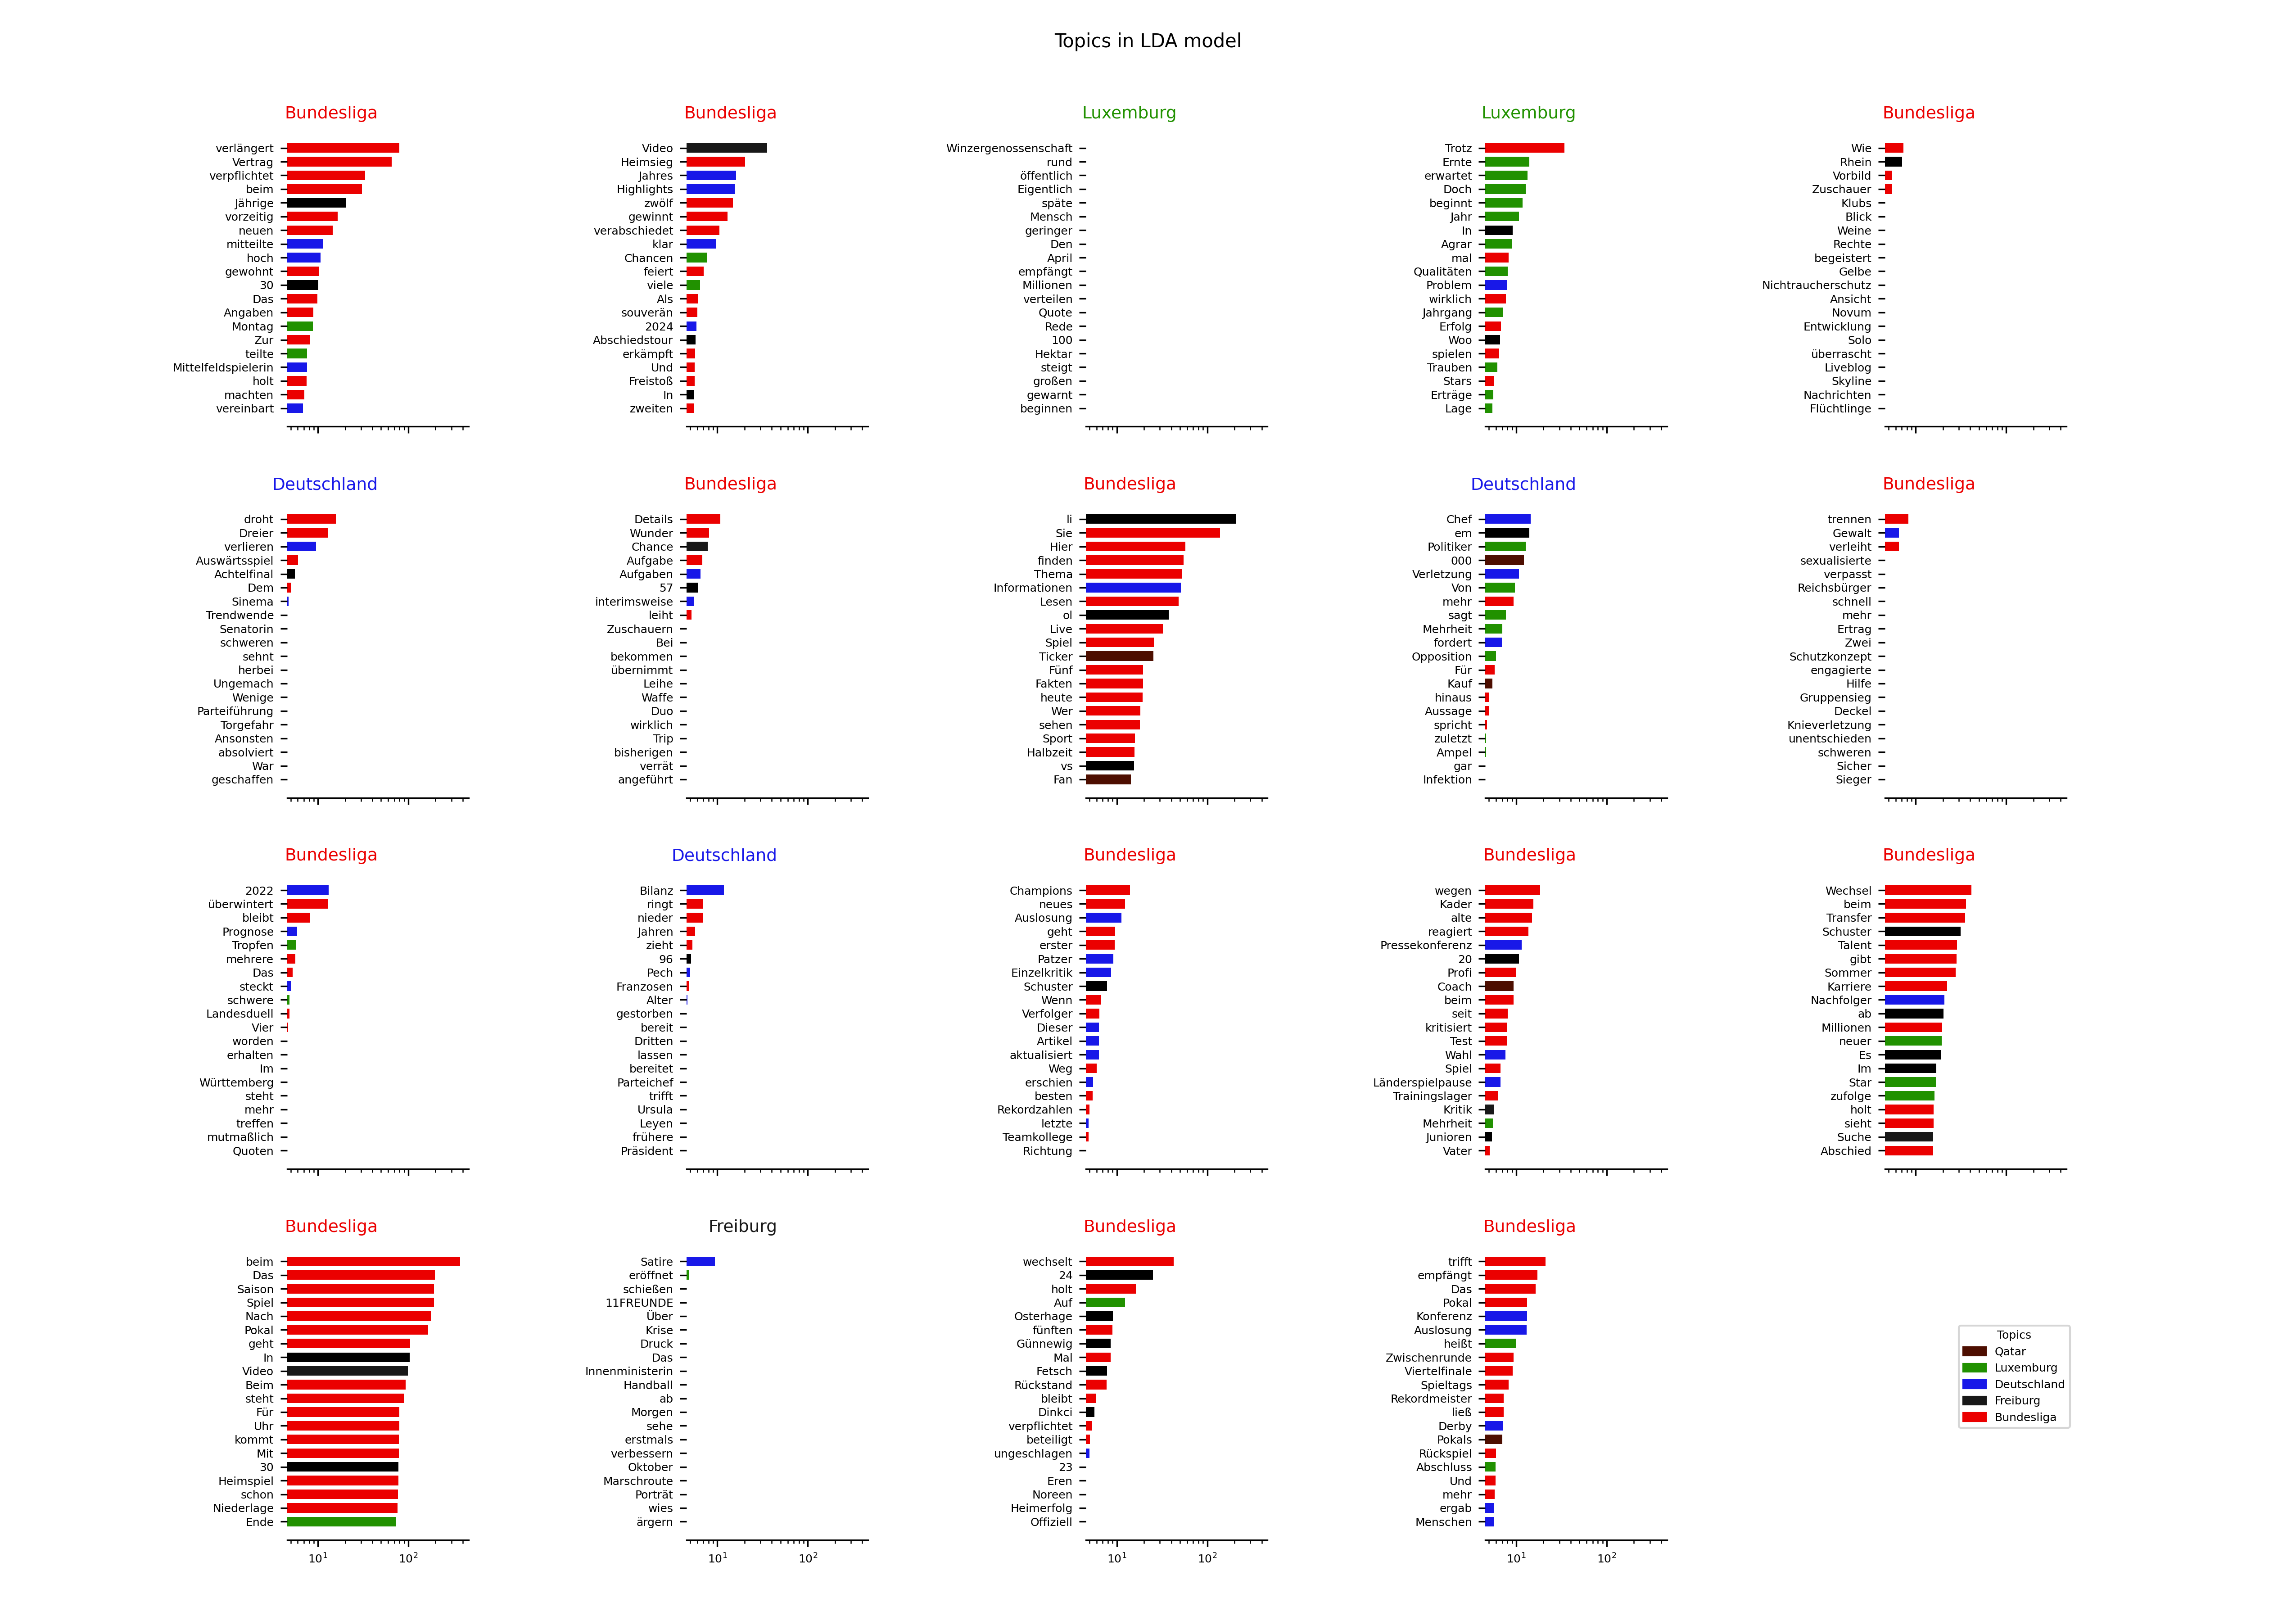 Topics in LDA model
Bundesliga
verlängert
Vertrag
verpflichtet
beim
Jährige
vorzeitig
neuen
mitteilte
hoch
gewohnt
30
Das
Angaben
Montag
Zur
teilte
Mittelfeldspielerin
holt
machten
vereinbart
Bundesliga
Video
Heimsieg
Jahres
Highlights
zwölf
gewinnt
verabschiedet
klar
Chancen
feiert
viele
Als
souverän
2024
Abschiedstour
erkämpft
Und
Freistoß
In
zweiten
Luxemburg
Winzergenossenschaft
rund
öffentlich
Eigentlich
späte
Mensch
geringer
Den
April
empfängt
Millionen
verteilen
Quote
Rede
100
Hektar
steigt
großen
gewarnt
beginnen
Luxemburg
Trotz
Ernte
erwartet
Doch
beginnt
Jahr
In
Agrar
mal
Qualitäten
Problem
wirklich
Jahrgang
Erfolg
Woo
spielen
Trauben
Stars
Erträge
Lage
Bundesliga
Wie
Rhein
Vorbild
Zuschauer
Klubs
Blick
Weine
Rechte
begeistert
Gelbe
Nichtraucherschutz
Ansicht
Novum
Entwicklung
Solo
überrascht
Liveblog
Skyline
Nachrichten
Flüchtlinge
Deutschland
droht
Dreier
verlieren
Auswärtsspiel
Achtelfinal
Dem
Sinema
Trendwende
Senatorin
schweren
sehnt
herbei
Ungemach
Wenige
Parteiführung
Torgefahr
Ansonsten
absolviert
War
geschaffen
Bundesliga
Details
Wunder
Chance
Aufgabe
Aufgaben
57
interimsweise
leiht
Zuschauern
Bei
bekommen
übernimmt
Leihe
Waffe
Duo
wirklich
Trip
bisherigen
verrät
angeführt
Bundesliga
li
Sie
Hier
finden
Thema
Informationen
Lesen
ol
Live
Spiel
Ticker
Fünf
Fakten
heute
Wer
sehen
Sport
Halbzeit
vs
Fan
Deutschland
Chef
em
Politiker
000
Verletzung
Von
mehr
sagt
Mehrheit
fordert
Opposition
Für
Kauf
hinaus
Aussage
spricht
zuletzt
Ampel
gar
Infektion
Bundesliga
trennen
Gewalt
verleiht
sexualisierte
verpasst
Reichsbürger
schnell
mehr
Ertrag
Zwei
Schutzkonzept
engagierte
Hilfe
Gruppensieg
Deckel
Knieverletzung
unentschieden
schweren
Sicher
Sieger
Bundesliga
2022
überwintert
bleibt
Prognose
Tropfen
mehrere
Das
steckt
schwere
Landesduell
Vier
worden
erhalten
Im
Württemberg
steht
mehr
treffen
mutmaßlich
Quoten
Deutschland
Bilanz
ringt
nieder
Jahren
zieht
96
Pech
Franzosen
Alter
gestorben
bereit
Dritten
lassen
bereitet
Parteichef
trifft
Ursula
Leyen
frühere
Präsident
Bundesliga
Champions
neues
Auslosung
geht
erster
Patzer
Einzelkritik
Schuster
Wenn
Verfolger
Dieser
Artikel
aktualisiert
Weg
erschien
besten
Rekordzahlen
letzte
Teamkollege
Richtung
Bundesliga
wegen
Kader
alte
reagiert
Pressekonferenz
20
Profi
Coach
beim
seit
kritisiert
Test
Wahl
Spiel
Länderspielpause
Trainingslager
Kritik
Mehrheit
Junioren
Vater
Bundesliga
Wechsel
beim
Transfer
Schuster
Talent
gibt
Sommer
Karriere
Nachfolger
ab
Millionen
neuer
Es
Im
Star
zufolge
holt
sieht
Suche
Abschied
Bundesliga
beim
Das
Saison
Spiel
Nach
Pokal
geht
In
Video
Beim
steht
Für
Uhr
kommt
Mit
30
Heimspiel
schon
Niederlage
Ende
10¹ 10²
Freiburg
Satire
eröffnet
schießen
11FREUNDE
Über
Krise
Druck
Das
Innenministerin
Handball
ab
Morgen
sehe
erstmals
verbessern
Oktober
Marschroute
Porträt
wies
ärgern
10¹ 10²
Bundesliga
wechselt
24
holt
Auf
Osterhage
fünften
Günnewig
Mal
Fetsch
Rückstand
bleibt
Dinkci
verpflichtet
beteiligt
ungeschlagen
23
Eren
Noreen
Heimerfolg
Offiziell
10¹ 10²
Bundesliga
trifft
empfängt
Das
Pokal
Konferenz
Auslosung
heißt
Zwischenrunde
Viertelfinale
Spieltags
Rekordmeister
ließ
Derby
Pokals
Rückspiel
Abschluss
Und
mehr
ergab
Menschen
10¹ 10²
Topics
Qatar
Luxemburg
Deutschland
Freiburg
Bundesliga